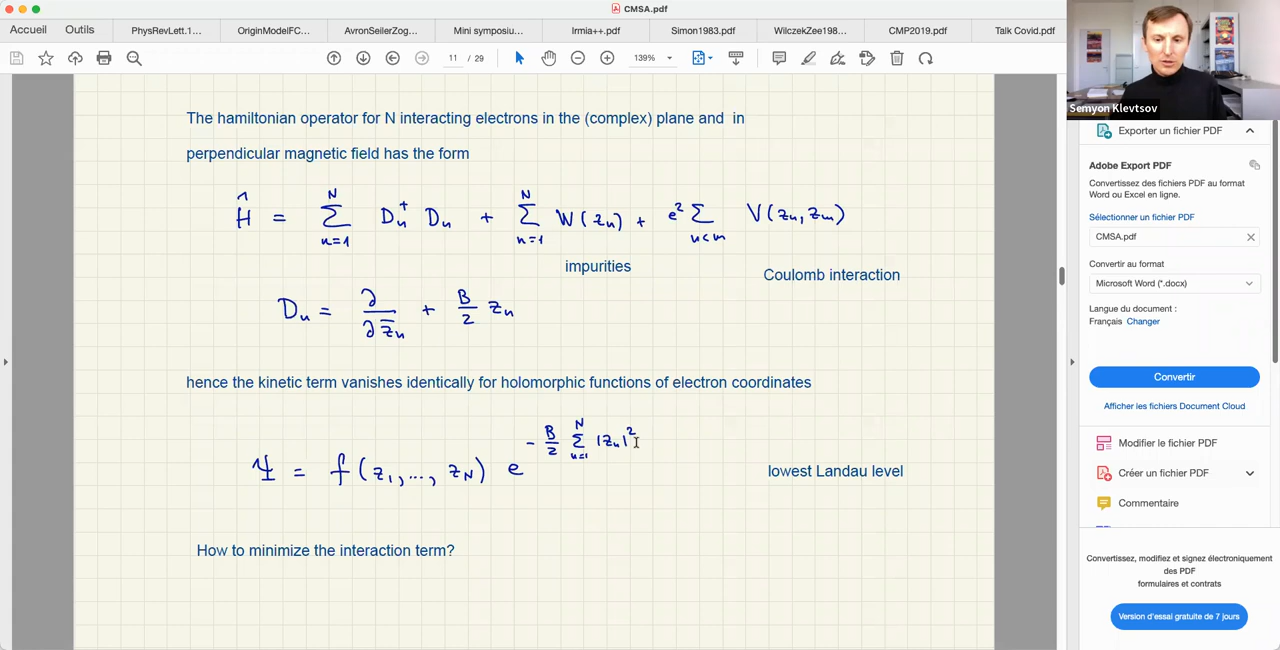 CMSA.pdf
Accueil Outils PhysRevLett.1... OriginModelFC... AvronSeilerZog... Mini symposiu... Irmia++.pdf Simon1983.pdf WilczekZee198... CMP2019.pdf Talk Covid.pdf
11 / 29 139%
Semyon Klevtsov
The hamiltonian operator for N interacting electrons in the (complex) plane and in
perpendicular magnetic field has the form
Ĥ = ∑_{n=1}^{N} D_n^+ D_n + ∑_{n=1}^{N} W(z_n) + e^2 ∑_{n<m} V(z_n, z_m)
impurities
Coulomb interaction
D_n = ∂/∂z̄_n + B/2 z_n
hence the kinetic term vanishes identically for holomorphic functions of electron coordinates
Ψ = f(z_1, ..., z_N) e^{-B/2 ∑_{n=1}^{N} |z_n|^2}
lowest Landau level
How to minimize the interaction term?
Exporter un fichier PDF
Adobe Export PDF
Convertissez des fichiers PDF au format
Word ou Excel en ligne.
Sélectionner un fichier PDF
CMSA.pdf
Convertir au format
Microsoft Word (*.docx)
Langue du document :
Français Changer
Convertir
Afficher les fichiers Document Cloud
Modifier le fichier PDF
Créer un fichier PDF
Commentaire
Convertissez, modifiez et signez électroniquement
des PDF
formulaires et contrats
Version d'essai gratuite de 7 jours